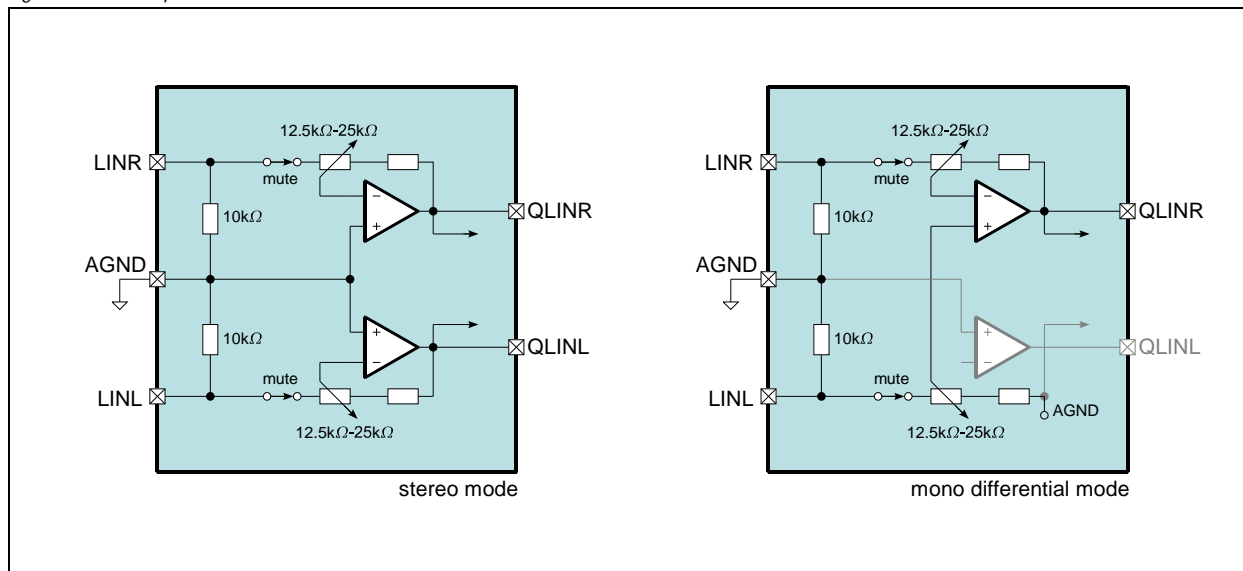 12.5kΩ-25kΩ
LINR
mute
10kΩ
QLINR
AGND
10kΩ
QLINL
mute
LINL
12.5kΩ-25kΩ
stereo mode
12.5kΩ-25kΩ
LINR
mute
10kΩ
QLINR
AGND
10kΩ
QLINL
mute
LINL
AGND
12.5kΩ-25kΩ
mono differential mode